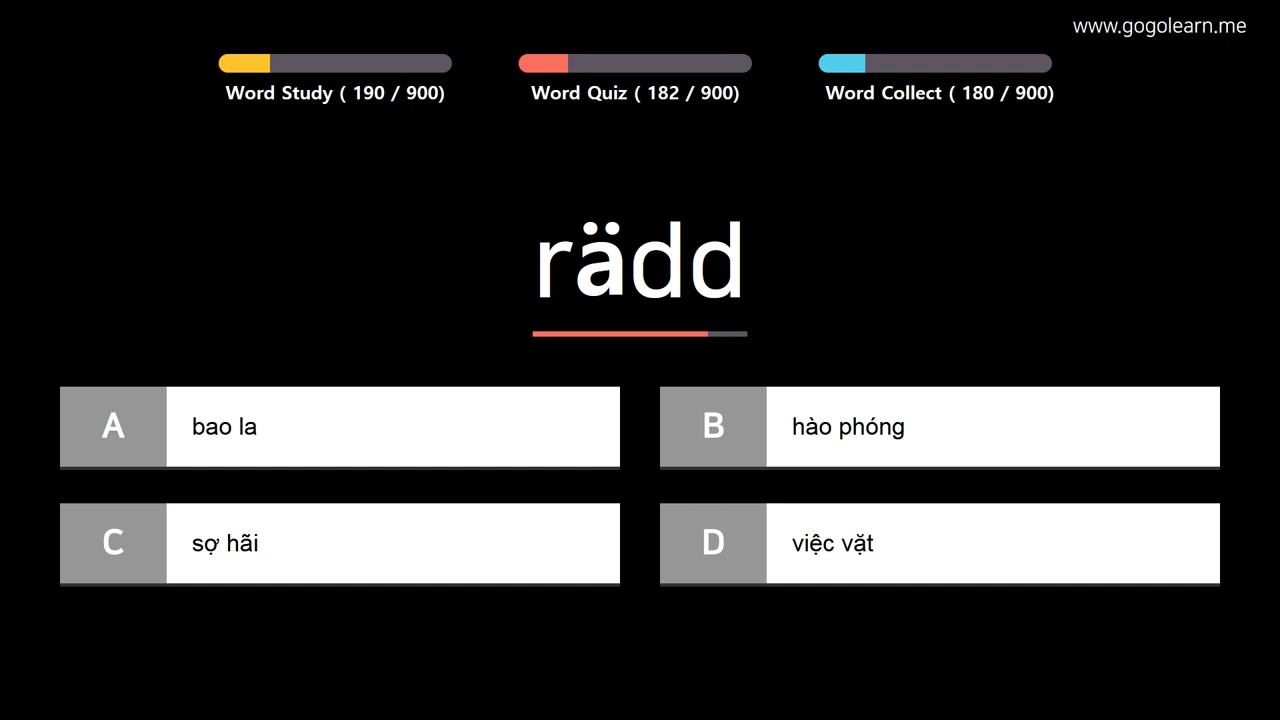 www.gogolearn.me
Word Study ( 190 / 900)
Word Quiz ( 182 / 900)
Word Collect ( 180 / 900)
rädd
A bao la
B hào phóng
C sợ hãi
D việc vặt